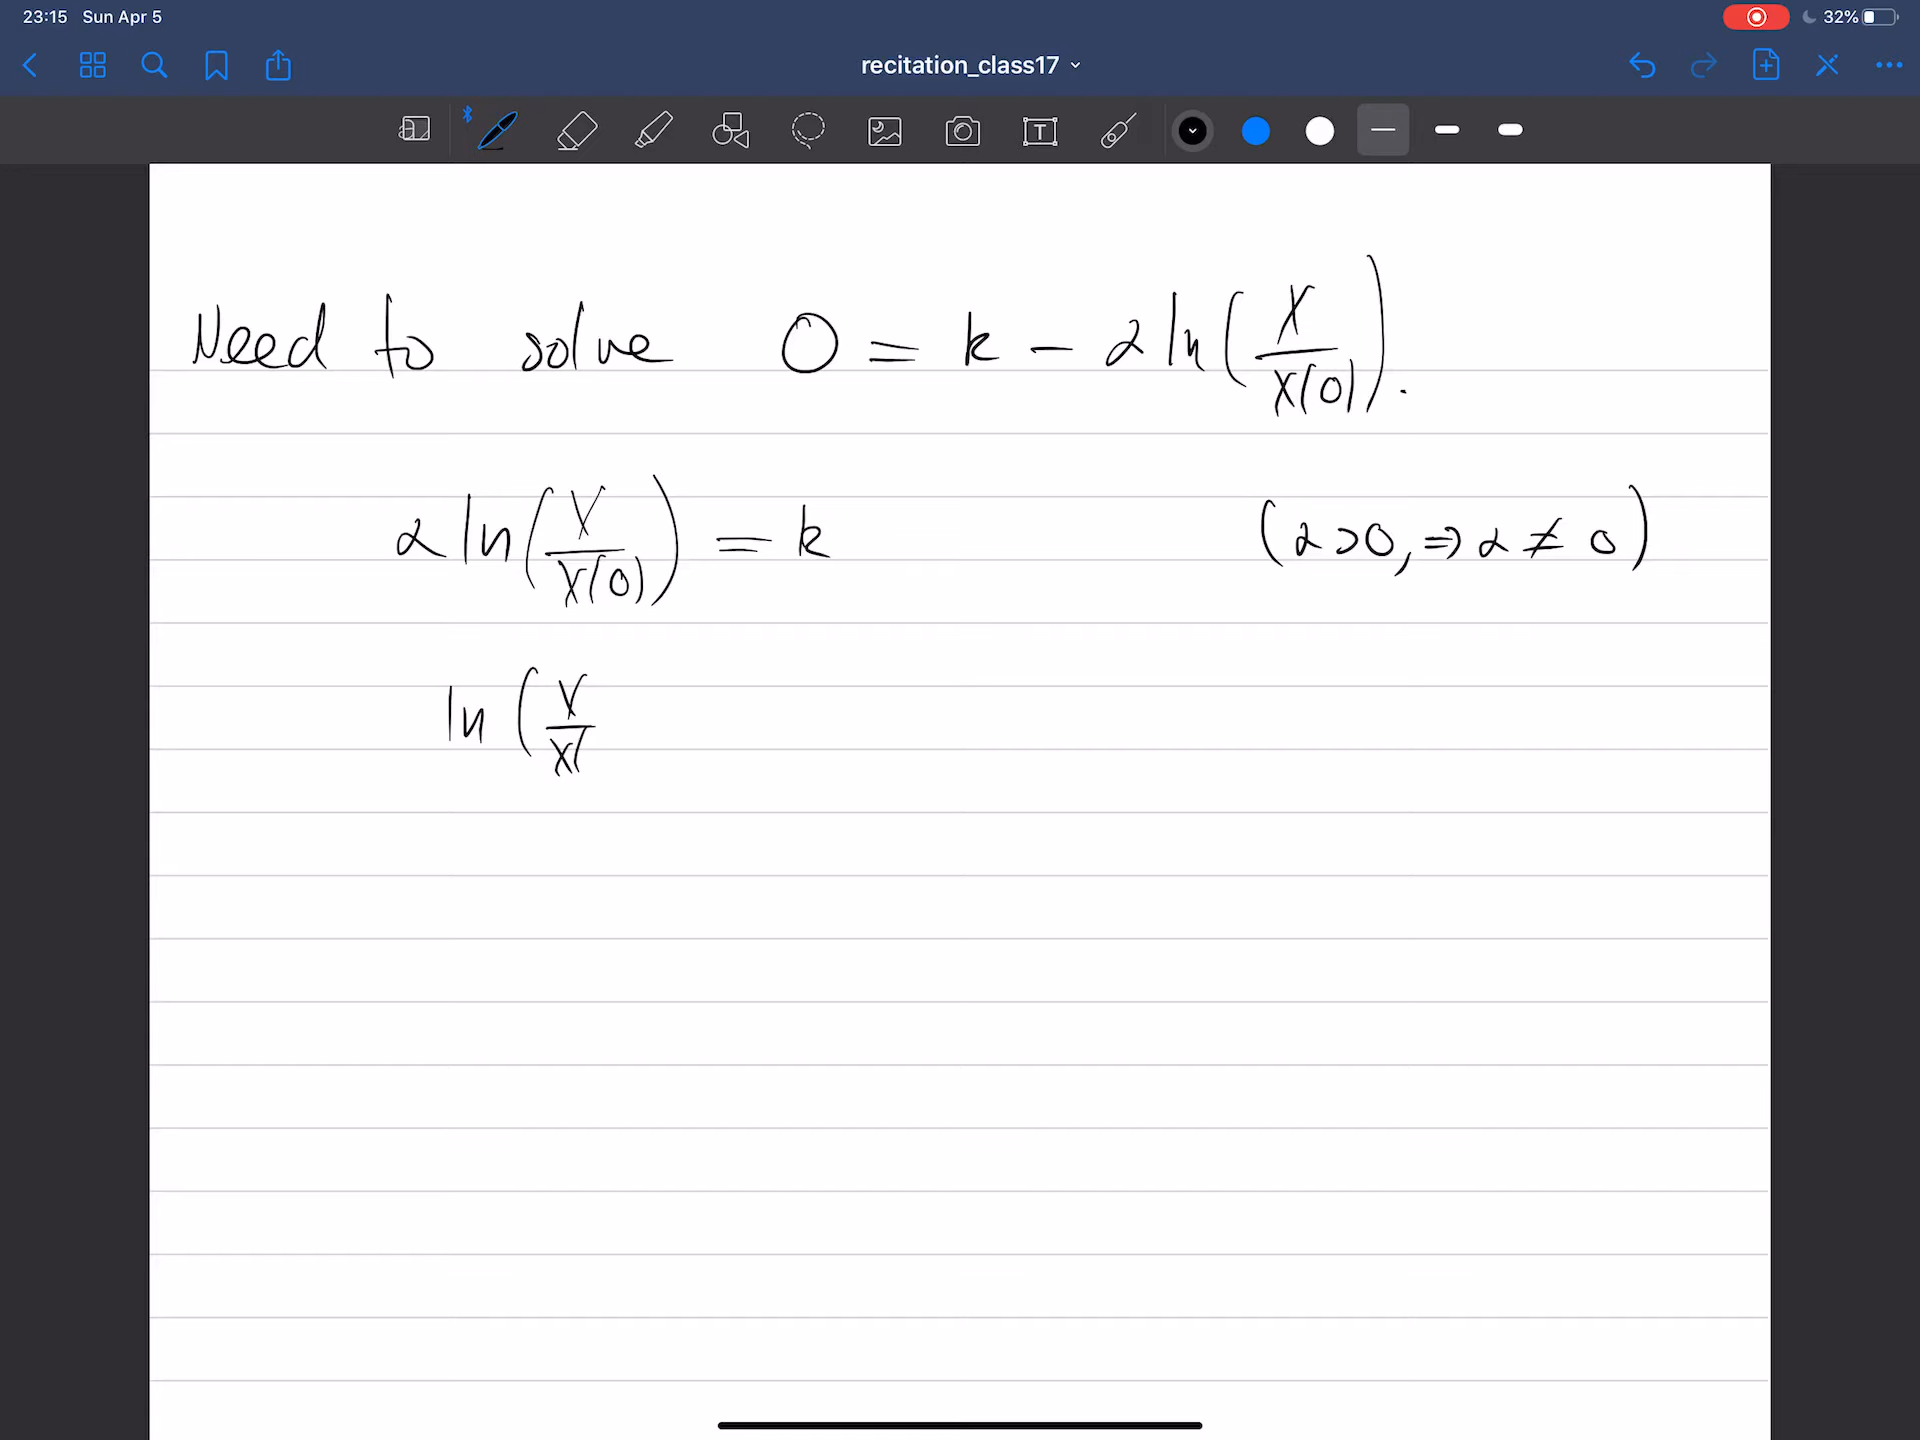 23:15 Sun Apr 5 32%
recitation_class17
T
Need to solve 0 = k - α ln(X/X(0)).
α ln(X/X(0)) = k (α>0, ⇒ α ≠ 0)
ln (X/X(